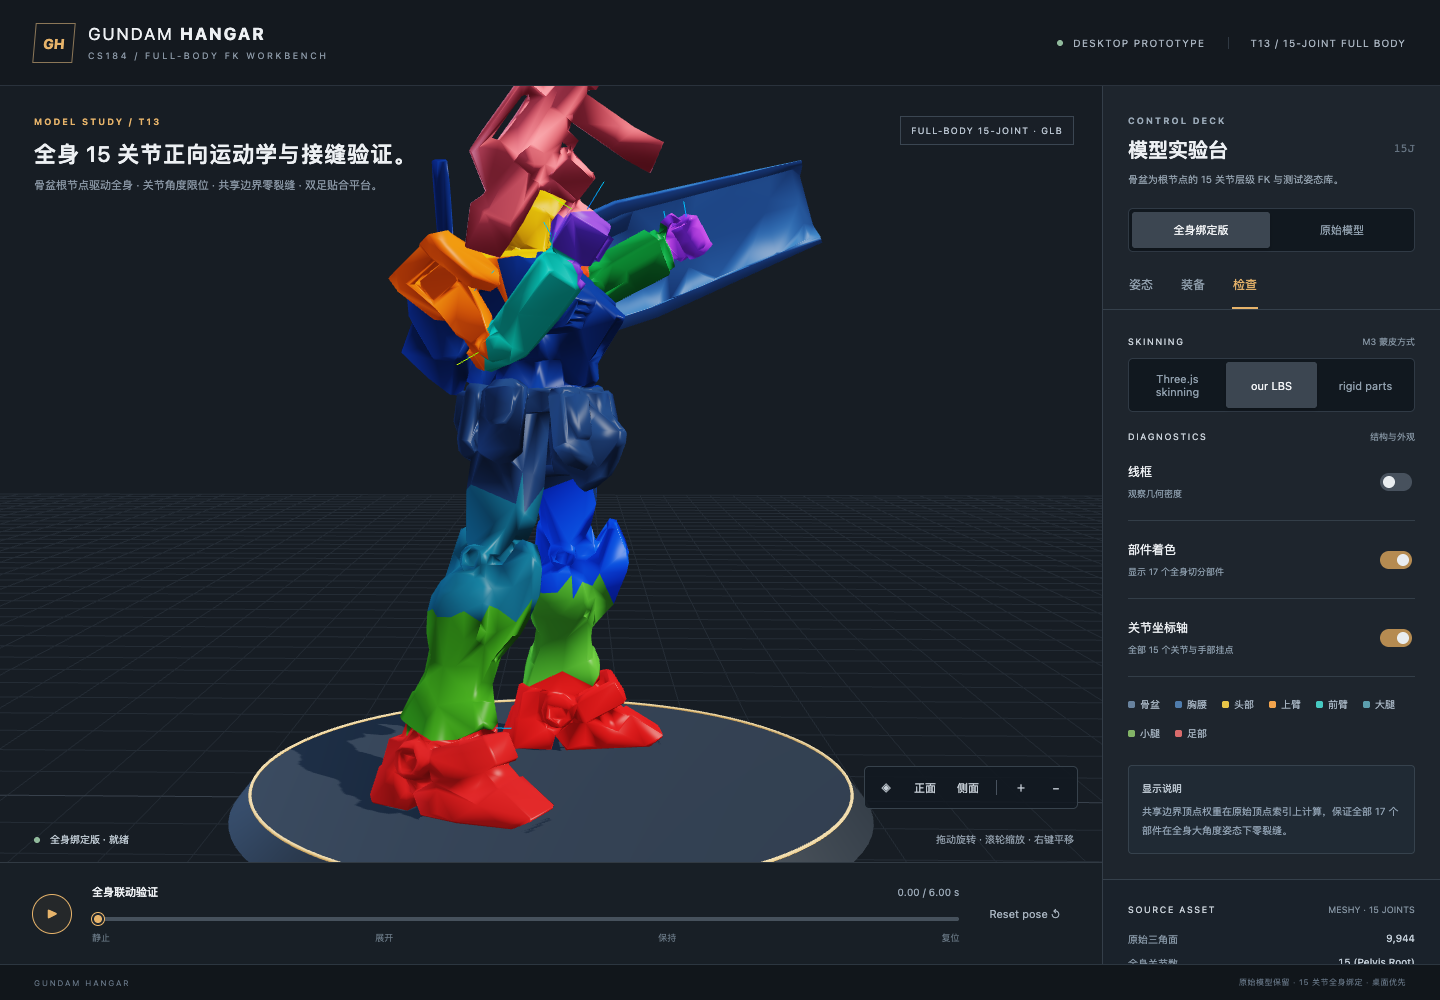 GH
GUNDAM HANGAR
CS184 / FULL-BODY FK WORKBENCH
DESKTOP PROTOTYPE
T13 / 15-JOINT FULL BODY
MODEL STUDY / T13
全身 15 关节正向运动学与接缝验证。
骨盆根节点驱动全身 · 关节角度限位 · 共享边界零裂缝 · 双足贴合平台。
FULL-BODY 15-JOINT · GLB
正面
侧面
+
−
全身绑定版 · 就绪
拖动旋转 · 滚轮缩放 · 右键平移
全身联动验证
0.00 / 6.00 s
静止
展开
保持
复位
Reset pose
CONTROL DECK
模型实验台
15J
骨盆为根节点的 15 关节层级 FK 与测试姿态库。
全身绑定版
原始模型
姿态
装备
检查
SKINNING
M3 蒙皮方式
Three.js
skinning
our LBS
rigid parts
DIAGNOSTICS
结构与外观
线框
观察几何密度
部件着色
显示 17 个全身切分部件
关节坐标轴
全部 15 个关节与手部挂点
骨盆
胸腰
头部
上臂
前臂
大腿
小腿
足部
显示说明
共享边界顶点权重在原始顶点索引上计算，保证全部 17 个
部件在全身大角度姿态下零裂缝。
SOURCE ASSET
MESHY · 15 JOINTS
原始三角面
9,944
全身关节数
15 (Pelvis Root)
GUNDAM HANGAR
原始模型保留 · 15 关节全身绑定 · 桌面优先